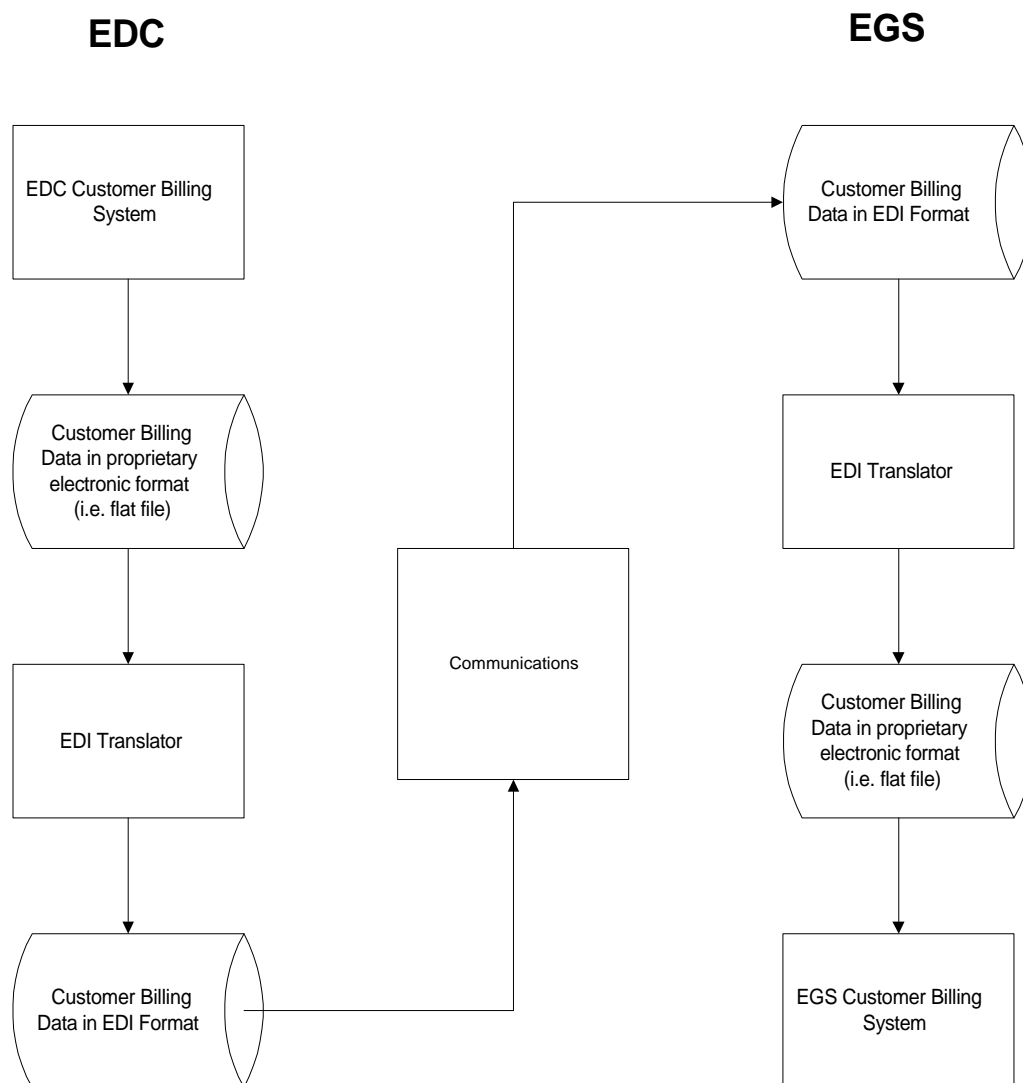 EDC
EGS
EDC Customer Billing
System
Customer Billing
Data in proprietary
electronic format
(i.e. flat file)
EDI Translator
Customer Billing
Data in EDI Format
Communications
Customer Billing
Data in EDI Format
EDI Translator
Customer Billing
Data in proprietary
electronic format
(i.e. flat file)
EGS Customer Billing
System